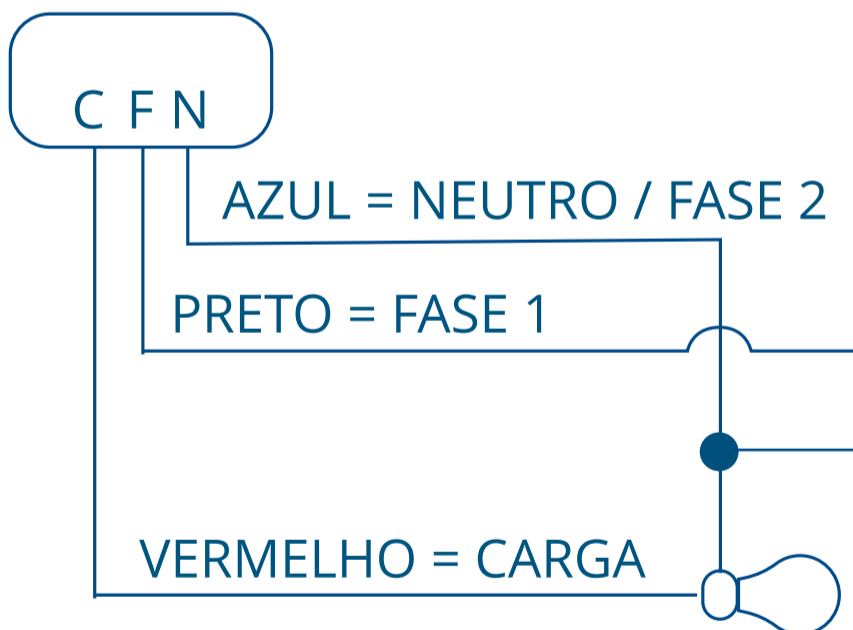 C F N
AZUL = NEUTRO / FASE 2
PRETO = FASE 1
VERMELHO = CARGA